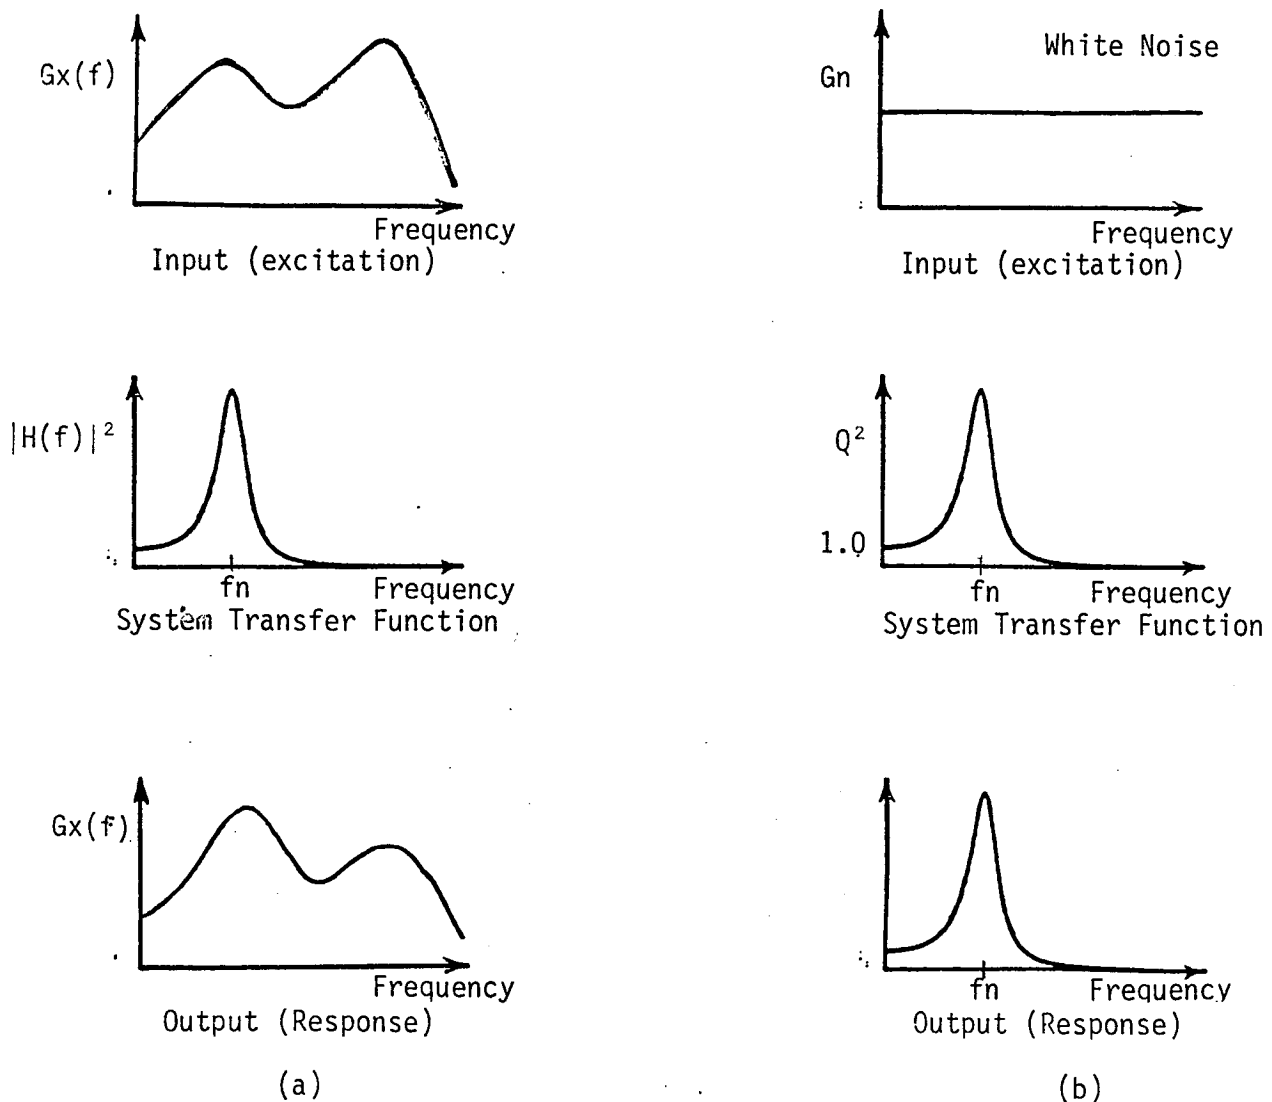 Gx(f)
Frequency
Input (excitation)
|H(f)|²
fn
Frequency
System Transfer Function
Gx(f)
Frequency
Output (Response)
(a)
White Noise
Gn
Frequency
Input (excitation)
Q²
1.0
fn
Frequency
System Transfer Function
fn
Frequency
Output (Response)
(b)